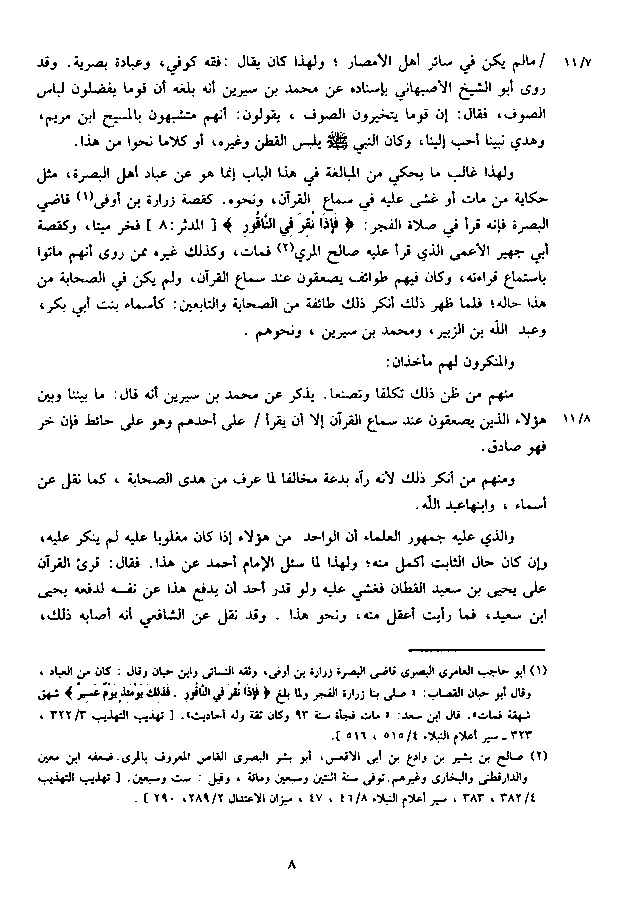 ١١/٧ / مالم يكن في سائر أهل الأمصار ؛ ولهذا كان يقال : فقه كوفي، وعبادة بصرية. وقد
روى أبو الشيخ الأصبهاني بإسناده عن محمد بن سيرين أنه بلغه أن قوما يفضلون لباس
الصوف، فقال: إن قوما يتخيرون الصوف ، يقولون: أنهم متشبهون بالمسيح ابن مريم،
وهدي نبينا أحب إلينا، وكان النبي ﷺ يلبس القطن وغيره، أو كلاما نحوا من هذا.
ولهذا غالب ما يحكي من المبالغة في هذا الباب إنما هو عن عباد أهل البصرة، مثل
حكاية من مات أو غشى عليه في سماع القرآن، ونحوه. كقصة زرارة بن أوفى(١) قاضي
البصرة فإنه قرأ في صلاة الفجر: ﴿ فَإِذَا نُقِرَ فِي النَّاقُورِ ﴾ [ المدثر: ٨ ] فخر ميتا، وكقصة
أبي جهير الأعمى الذي قرأ عليه صالح المري(٢) فمات، وكذلك غيره ممن روى أنهم ماتوا
باستماع قراءته، وكان فيهم طوائف يصعقون عند سماع القرآن، ولم يكن في الصحابة من
هذا حاله؛ فلما ظهر ذلك أنكر ذلك طائفة من الصحابة والتابعين: كأسماء بنت أبي بكر،
وعبد الله بن الزبير، ومحمد بن سيرين ، ونحوهم .
والمنكرون لهم مأخذان:
منهم من ظن ذلك تكلفا وتصنعا. يذكر عن محمد بن سيرين أنه قال: ما بيننا وبين
١١/٨ هؤلاء الذين يصعقون عند سماع القرآن إلا أن يقرأ / على أحدهم وهو على حائط فإن خر
فهو صادق.
ومنهم من أنكر ذلك لأنه رآه بدعة مخالفا لما عرف من هدى الصحابة ، كما نقل عن
أسماء ، وابنهاعبد الله.
والذي عليه جمهور العلماء أن الواحد من هؤلاء إذا كان مغلوبا عليه لم ينكر عليه،
وإن كان حال الثابت أكمل منه؛ ولهذا لما سئل الإمام أحمد عن هذا. فقال: قرئ القرآن
على يحيى بن سعيد القطان فغشي عليه ولو قدر أحد أن يدفع هذا عن نفسه لدفعه يحيى
ابن سعيد، فما رأيت أعقل منه، ونحو هذا . وقد نقل عن الشافعي أنه أصابه ذلك،
(١) أبو حاجب العامري البصري قاضي البصرة زرارة بن أوفى، وثقه النسائي وابن حبان وقال : كان من العباد ،
وقال أبو حبان القصاب: « صلى بنا زرارة الفجر ولما بلغ ﴿ فَإِذَا نُقِرَ فِي النَّاقُورِ . فَذَلِكَ يَوْمَئِذٍ يَوْمٌ عَسِيرٌ ﴾ شهق
شهقة فمات». قال ابن سعد: « مات فجأة سنة ٩٣ وكان ثقة وله أحاديث». [ تهذيب التهذيب ٣٢٢/٣ ،
٣٢٣ ـ سير أعلام النبلاء ٥١٥/٤ ، ٥١٦ ].
(٢) صالح بن بشير بن وادع بن أبي الأقعس، أبو بشر البصري القاص المعروف بالمري. ضعفه ابن معين
والدارقطني والبخاري وغيرهم. توفي سنة اثنتين وسبعين ومائة ، وقيل : ست وسبعين. [ تهذيب التهذيب
٣٨٢/٤ ، ٣٨٣ ، سير أعلام النبلاء ٤٦/٨ ، ٤٧ ، ميزان الاعتدال ٢٨٩/٢، ٢٩٠ ] .
٨